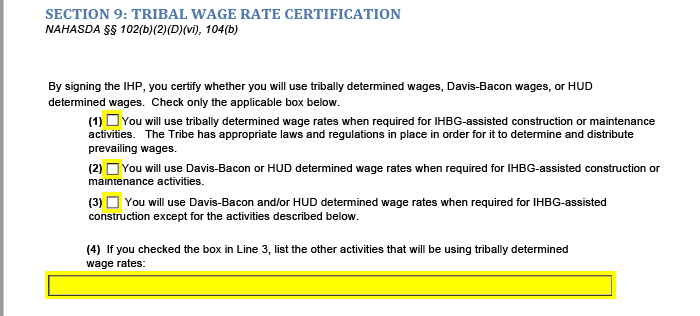 SECTION 9: TRIBAL WAGE RATE CERTIFICATION
NAHASDA §§ 102(b)(2)(D)(vi), 104(b)
By signing the IHP, you certify whether you will use tribally determined wages, Davis-Bacon wages, or HUD
determined wages. Check only the applicable box below.
(1) ☐ You will use tribally determined wage rates when required for IHBG-assisted construction or maintenance
activities. The Tribe has appropriate laws and regulations in place in order for it to determine and distribute
prevailing wages.
(2) ☐ You will use Davis-Bacon or HUD determined wage rates when required for IHBG-assisted construction or
maintenance activities.
(3) ☐ You will use Davis-Bacon and/or HUD determined wage rates when required for IHBG-assisted
construction except for the activities described below.
(4) If you checked the box in Line 3, list the other activities that will be using tribally determined
wage rates: